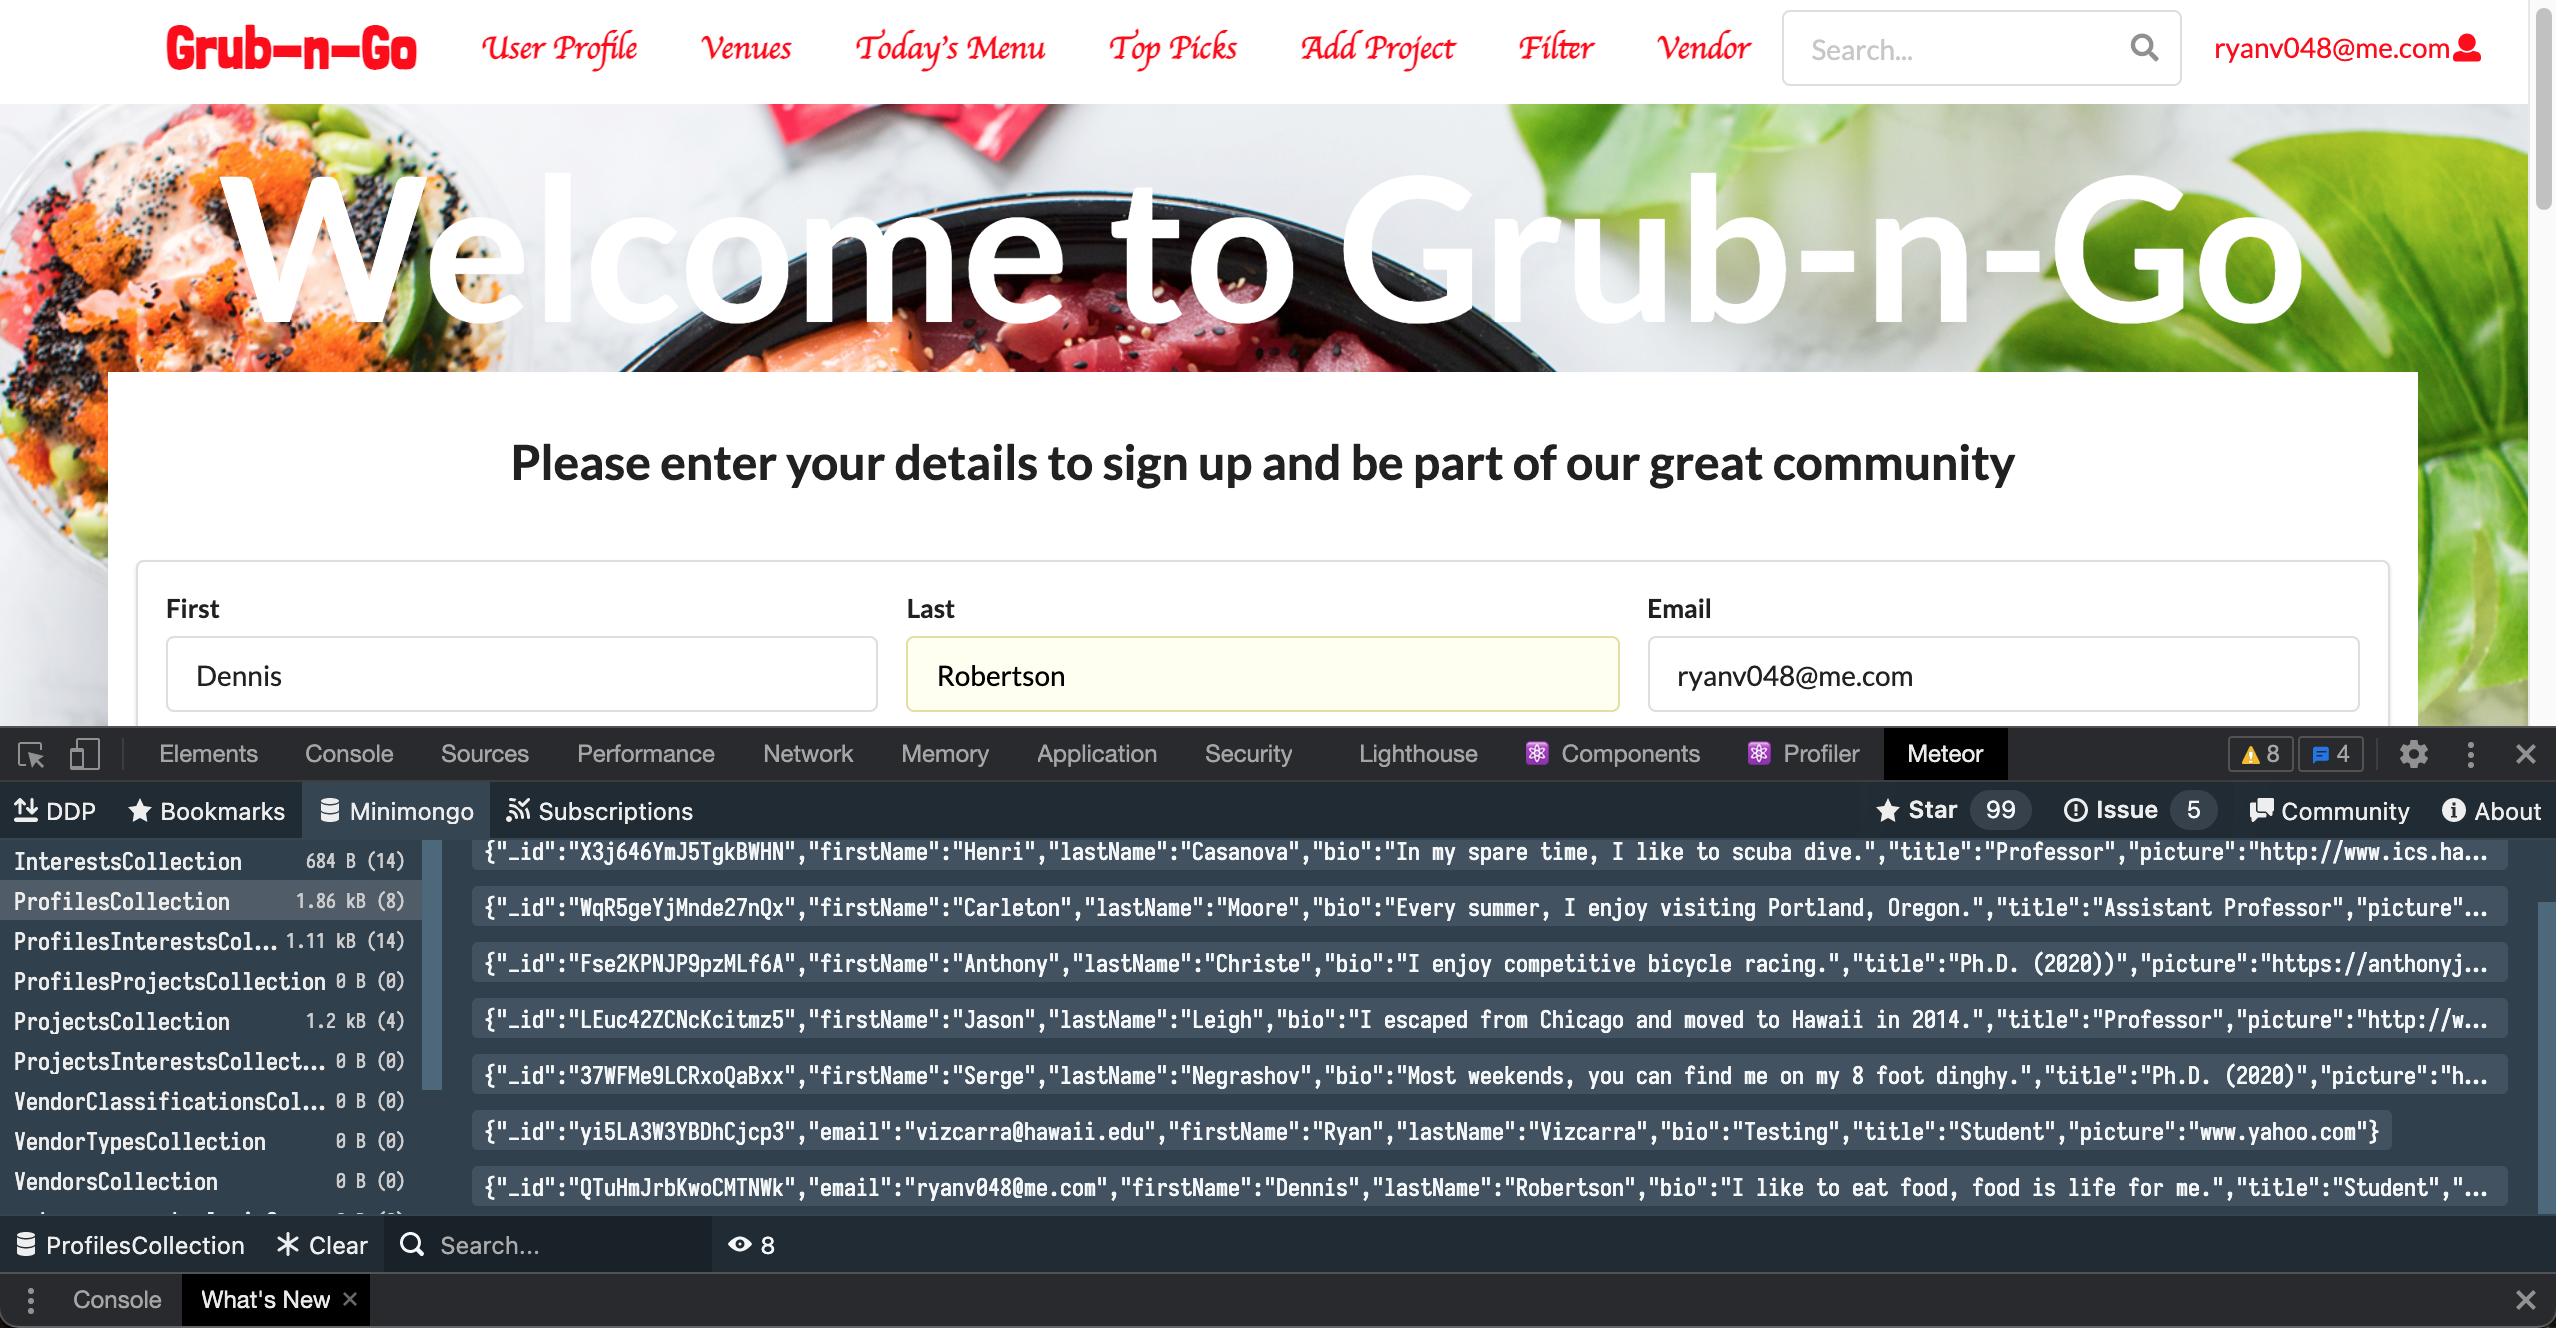 Grub-n-Go User Profile Venues Today's Menu Top Picks Add Project Filter Vendor Search... ryanv048@me.com
Welcome to Grub-n-Go
Please enter your details to sign up and be part of our great community
First Last Email
Dennis Robertson ryanv048@me.com
Elements Console Sources Performance Network Memory Application Security Lighthouse Components Profiler Meteor 8 4
DDP Bookmarks Minimongo Subscriptions Star 99 Issue 5 Community About
InterestsCollection 684 B (14)
ProfilesCollection 1.86 kB (8)
ProfilesInterestsCol... 1.11 kB (14)
ProfilesProjectsCollection 0 B (0)
ProjectsCollection 1.2 kB (4)
ProjectsInterestsCollect... 0 B (0)
VendorClassificationsCol... 0 B (0)
VendorTypesCollection 0 B (0)
VendorsCollection 0 B (0)
{"_id":"X3j646YmJ5TgkBWHN","firstName":"Henri","lastName":"Casanova","bio":"In my spare time, I like to scuba dive.","title":"Professor","picture":"http://www.ics.ha...
{"_id":"WqR5geYjMnde27nQx","firstName":"Carleton","lastName":"Moore","bio":"Every summer, I enjoy visiting Portland, Oregon.","title":"Assistant Professor","picture"...
{"_id":"Fse2KPNJP9pzMLf6A","firstName":"Anthony","lastName":"Christe","bio":"I enjoy competitive bicycle racing.","title":"Ph.D. (2020))","picture":"https://anthonyj...
{"_id":"LEuc42ZCNcKcitmz5","firstName":"Jason","lastName":"Leigh","bio":"I escaped from Chicago and moved to Hawaii in 2014.","title":"Professor","picture":"http://w...
{"_id":"37WFMe9LCRxoQaBxx","firstName":"Serge","lastName":"Negrashov","bio":"Most weekends, you can find me on my 8 foot dinghy.","title":"Ph.D. (2020)","picture":"h...
{"_id":"yi5LA3W3YBDhCjcp3","email":"vizcarra@hawaii.edu","firstName":"Ryan","lastName":"Vizcarra","bio":"Testing","title":"Student","picture":"www.yahoo.com"}
{"_id":"QTuHmJrbKwoCMTNWk","email":"ryanv048@me.com","firstName":"Dennis","lastName":"Robertson","bio":"I like to eat food, food is life for me.","title":"Student","...
ProfilesCollection Clear Search... 8
Console What's New